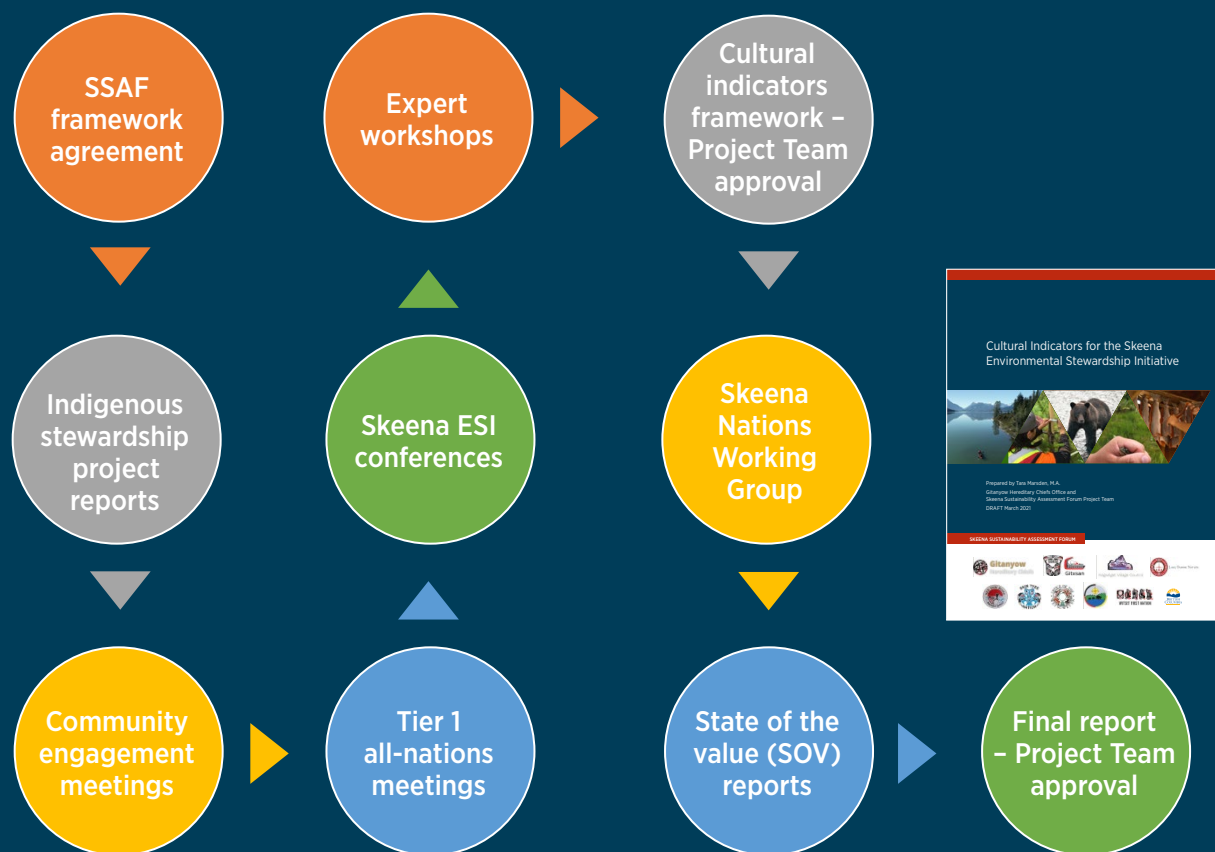 SSAF
framework
agreement
Indigenous
stewardship
project
reports
Community
engagement
meetings
Tier 1
all-nations
meetings
Skeena ESI
conferences
Expert
workshops
Cultural
indicators
framework –
Project Team
approval
Skeena
Nations
Working
Group
State of the
value (SOV)
reports
Final report
– Project Team
approval
Cultural Indicators for the Skeena
Environmental Stewardship Initiative
Prepared by Tara Marsden, M.A.
Gitanyow Hereditary Chiefs Office and
Skeena Sustainability Assessment Forum Project Team
DRAFT March 2021
SKEENA SUSTAINABILITY ASSESSMENT FORUM
Gitanyow
Hereditary Chiefs
Gitxsan